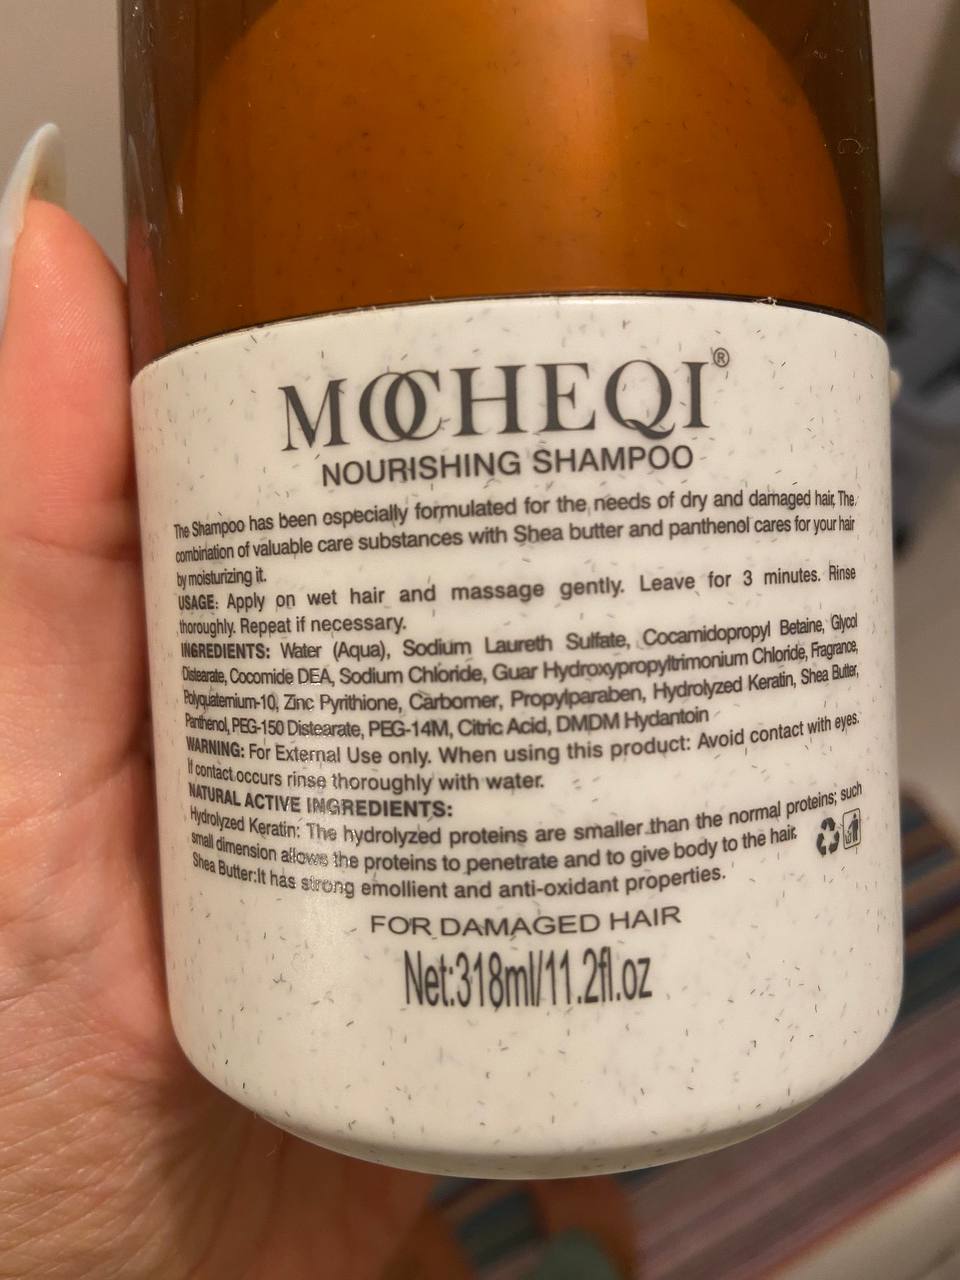 MOCHEQI®
NOURISHING SHAMPOO
The Shampoo has been especially formulated for the needs of dry and damaged hair. The
combination of valuable care substances with Shea butter and panthenol cares for your hair
by moisturizing it.
USAGE: Apply on wet hair and massage gently. Leave for 3 minutes. Rinse
thoroughly. Repeat if necessary.
INGREDIENTS: Water (Aqua), Sodium Laureth Sulfate, Cocamidopropyl Betaine, Glycol
Distearate, Cocomide DEA, Sodium Chloride, Guar Hydroxypropyltrimonium Chloride, Fragrance,
Polyquaternium-10, Zinc Pyrithione, Carbomer, Propylparaben, Hydrolyzed Keratin, Shea Butter,
Panthenol, PEG-150 Distearate, PEG-14M, Citric Acid, DMDM Hydantoin
WARNING: For External Use only. When using this product: Avoid contact with eyes.
If contact occurs rinse thoroughly with water.
NATURAL ACTIVE INGREDIENTS:
Hydrolyzed Keratin: The hydrolyzed proteins are smaller than the normal proteins; such
small dimension allows the proteins to penetrate and to give body to the hair.
Shea Butter:It has strong emollient and anti-oxidant properties.
FOR DAMAGED HAIR
Net:318ml/11.2fl.oz